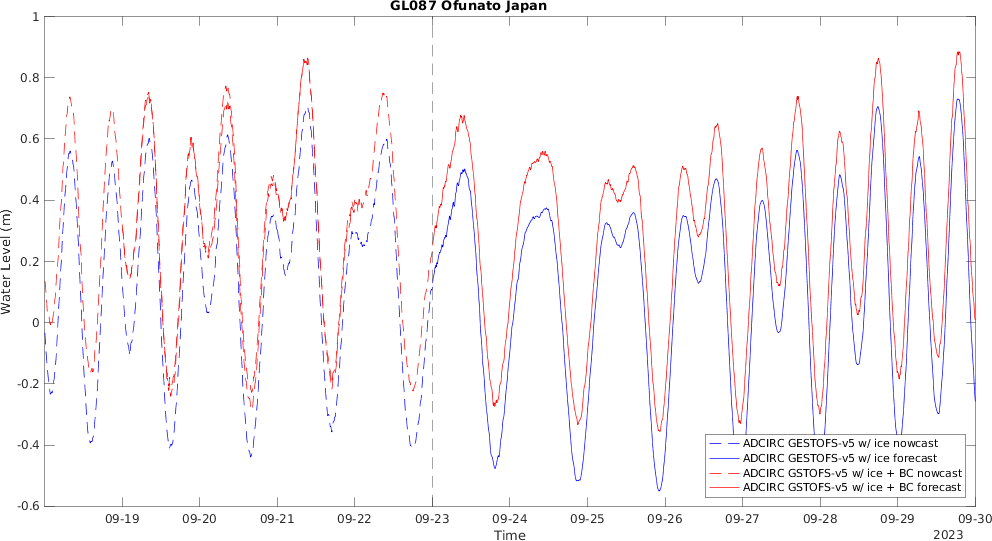 GL087 Ofunato Japan
1
0.8
0.6
0.4
0.2
0
-0.2
-0.4
-0.6
Water Level (m)
09-19 09-20 09-21 09-22 09-23 09-24 09-25 09-26 09-27 09-28 09-29 09-30
Time
2023
ADCIRC GESTOFS-v5 w/ ice nowcast
ADCIRC GESTOFS-v5 w/ ice forecast
ADCIRC GSTOFS-v5 w/ ice + BC nowcast
ADCIRC GSTOFS-v5 w/ ice + BC forecast